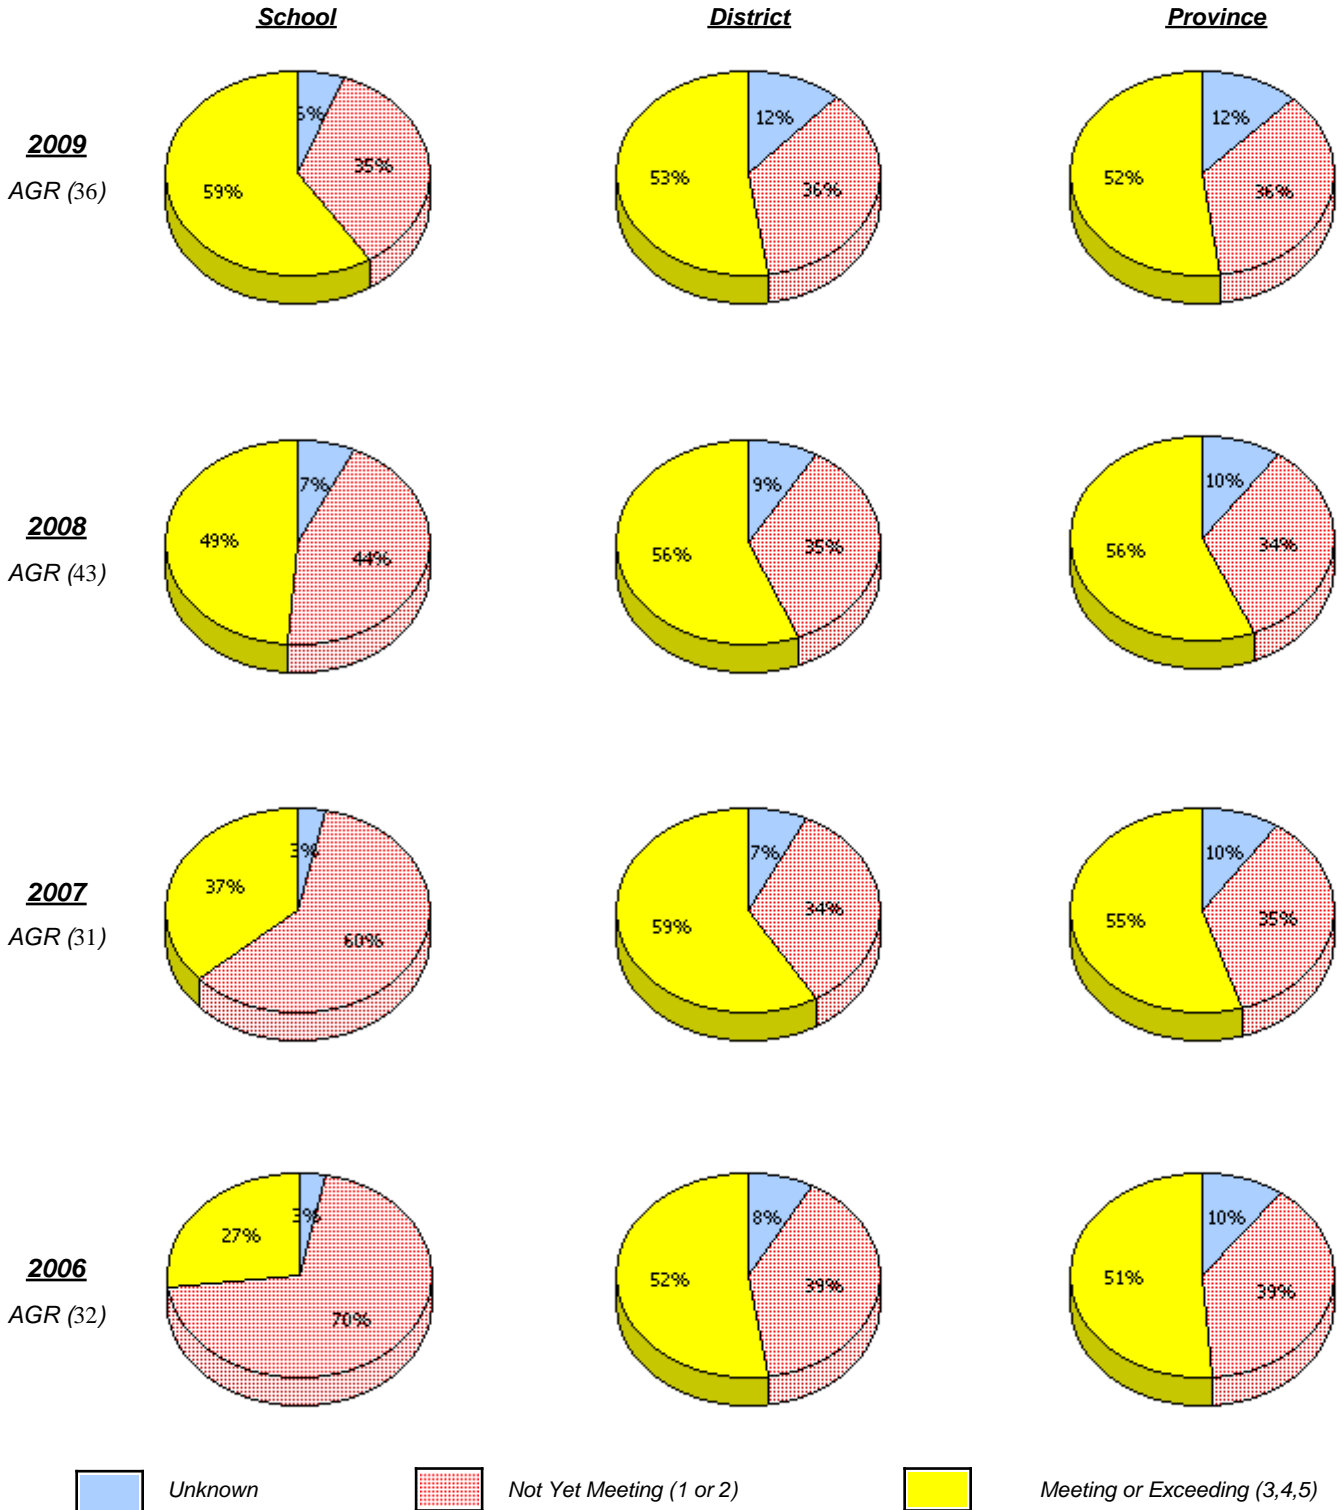 School District Province
2009
AGR (36)
5% 35% 59%
12% 36% 53%
12% 36% 52%
2008
AGR (43)
7% 44% 49%
9% 35% 56%
10% 34% 56%
2007
AGR (31)
3% 60% 37%
7% 34% 59%
10% 35% 55%
2006
AGR (32)
3% 70% 27%
8% 39% 52%
10% 39% 51%
Unknown Not Yet Meeting (1 or 2) Meeting or Exceeding (3,4,5)